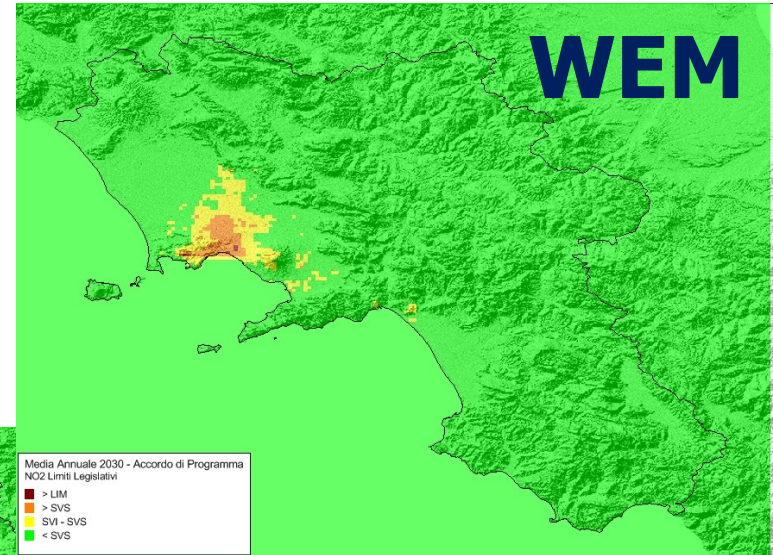 WEM
Media Annuale 2030 - Accordo di Programma
NO2 Limiti Legislativi
> LIM
> SVS
SVI - SVS
< SVS